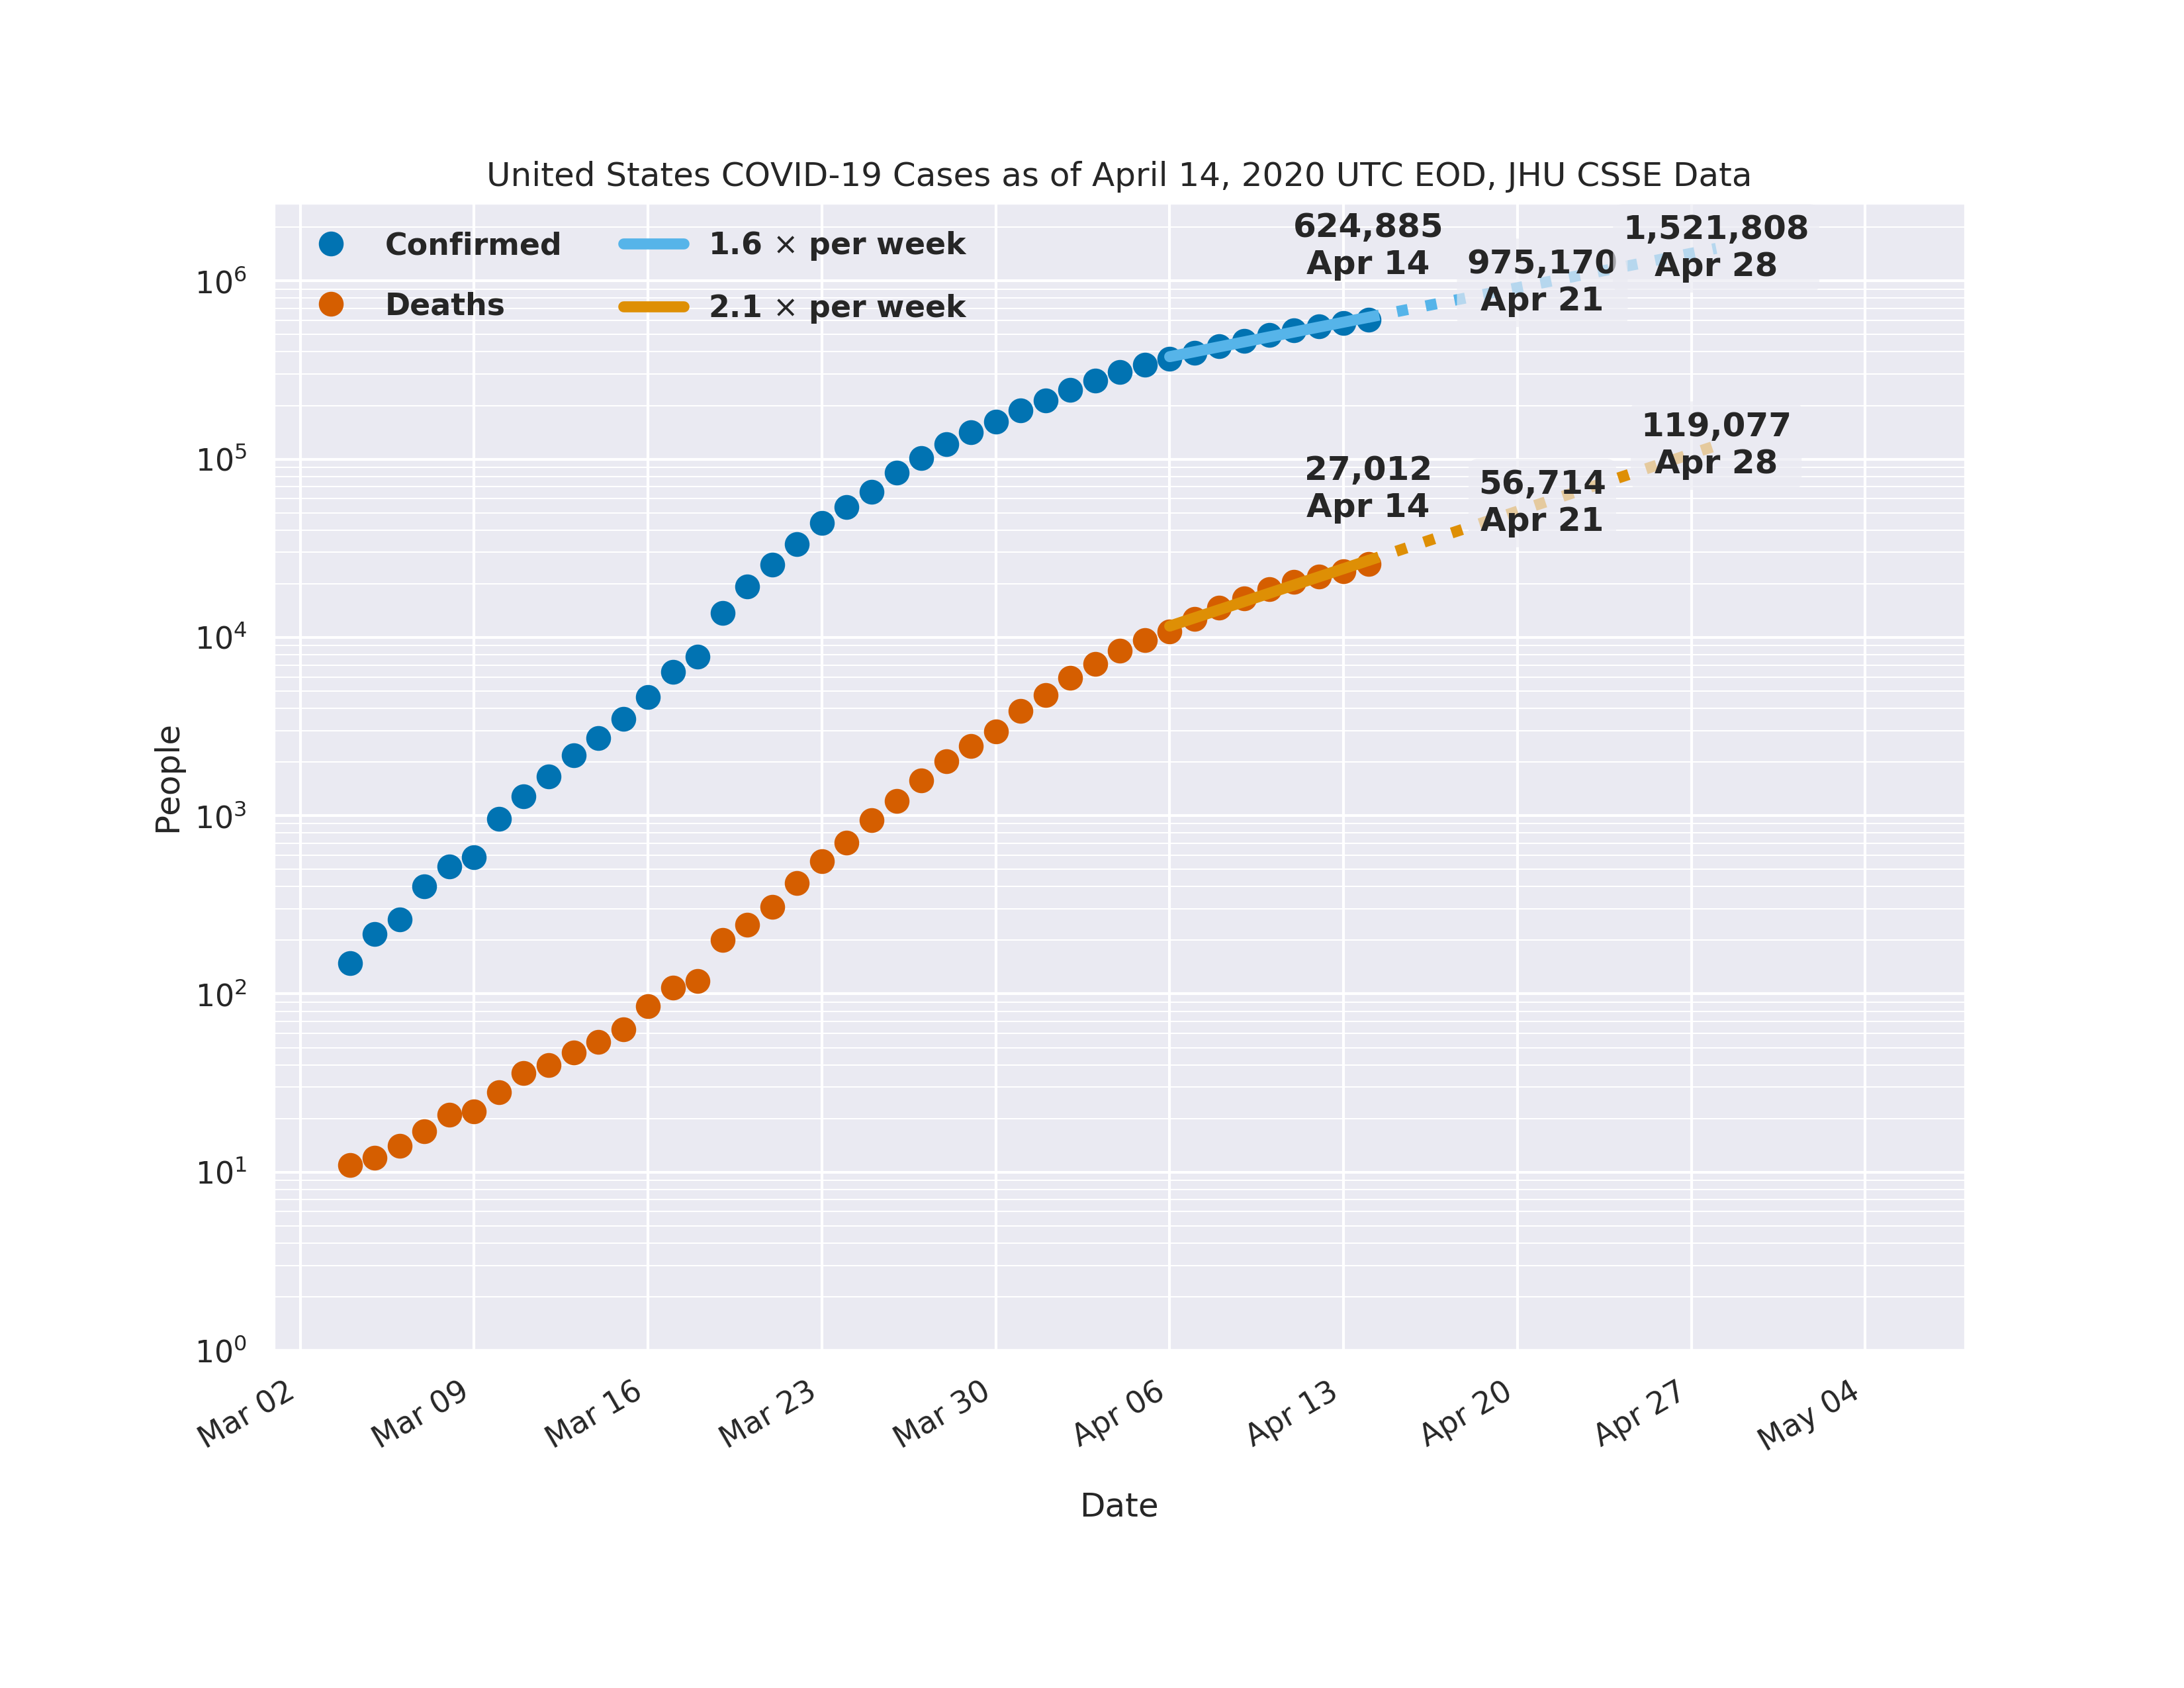 United States COVID-19 Cases as of April 14, 2020 UTC EOD, JHU CSSE Data
Confirmed
Deaths
1.6 × per week
2.1 × per week
624,885
Apr 14
975,170
Apr 21
1,521,808
Apr 28
27,012
Apr 14
56,714
Apr 21
119,077
Apr 28
People
10⁶
10⁵
10⁴
10³
10²
10¹
10⁰
Mar 02
Mar 09
Mar 16
Mar 23
Mar 30
Apr 06
Apr 13
Apr 20
Apr 27
May 04
Date